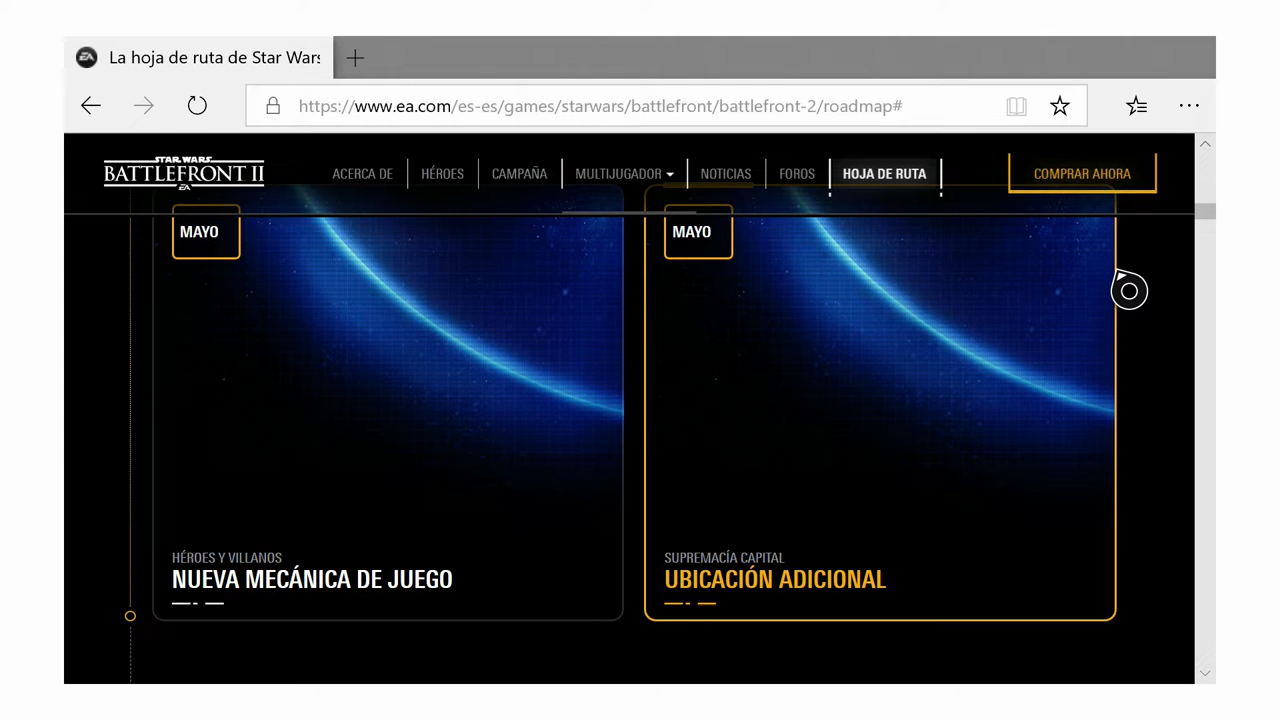 La hoja de ruta de Star Wars
https://www.ea.com/es-es/games/starwars/battlefront/battlefront-2/roadmap#
STAR WARS
BATTLEFRONT II
EA
ACERCA DE
HÉROES
CAMPAÑA
MULTIJUGADOR
NOTICIAS
FOROS
HOJA DE RUTA
COMPRAR AHORA
MAYO
HÉROES Y VILLANOS
NUEVA MECÁNICA DE JUEGO
MAYO
SUPREMACÍA CAPITAL
UBICACIÓN ADICIONAL